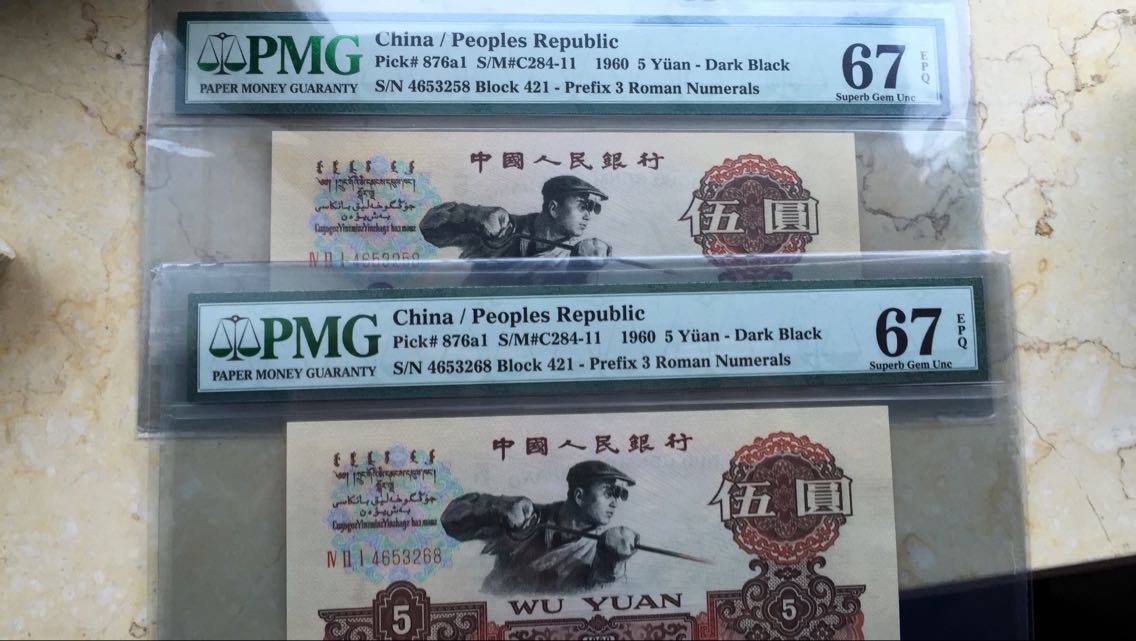 PMG
PAPER MONEY GUARANTY
China / Peoples Republic
Pick# 876a1 S/M#C284-11 1960 5 Yüan - Dark Black
S/N 4653258 Block 421 - Prefix 3 Roman Numerals
67
EPQ
Superb Gem Unc
中國人民銀行
伍圓
IV II I 4653258
PMG
PAPER MONEY GUARANTY
China / Peoples Republic
Pick# 876a1 S/M#C284-11 1960 5 Yüan - Dark Black
S/N 4653268 Block 421 - Prefix 3 Roman Numerals
67
EPQ
Superb Gem Unc
中國人民銀行
伍圓
IV II I 4653268
WU YUAN
5
5